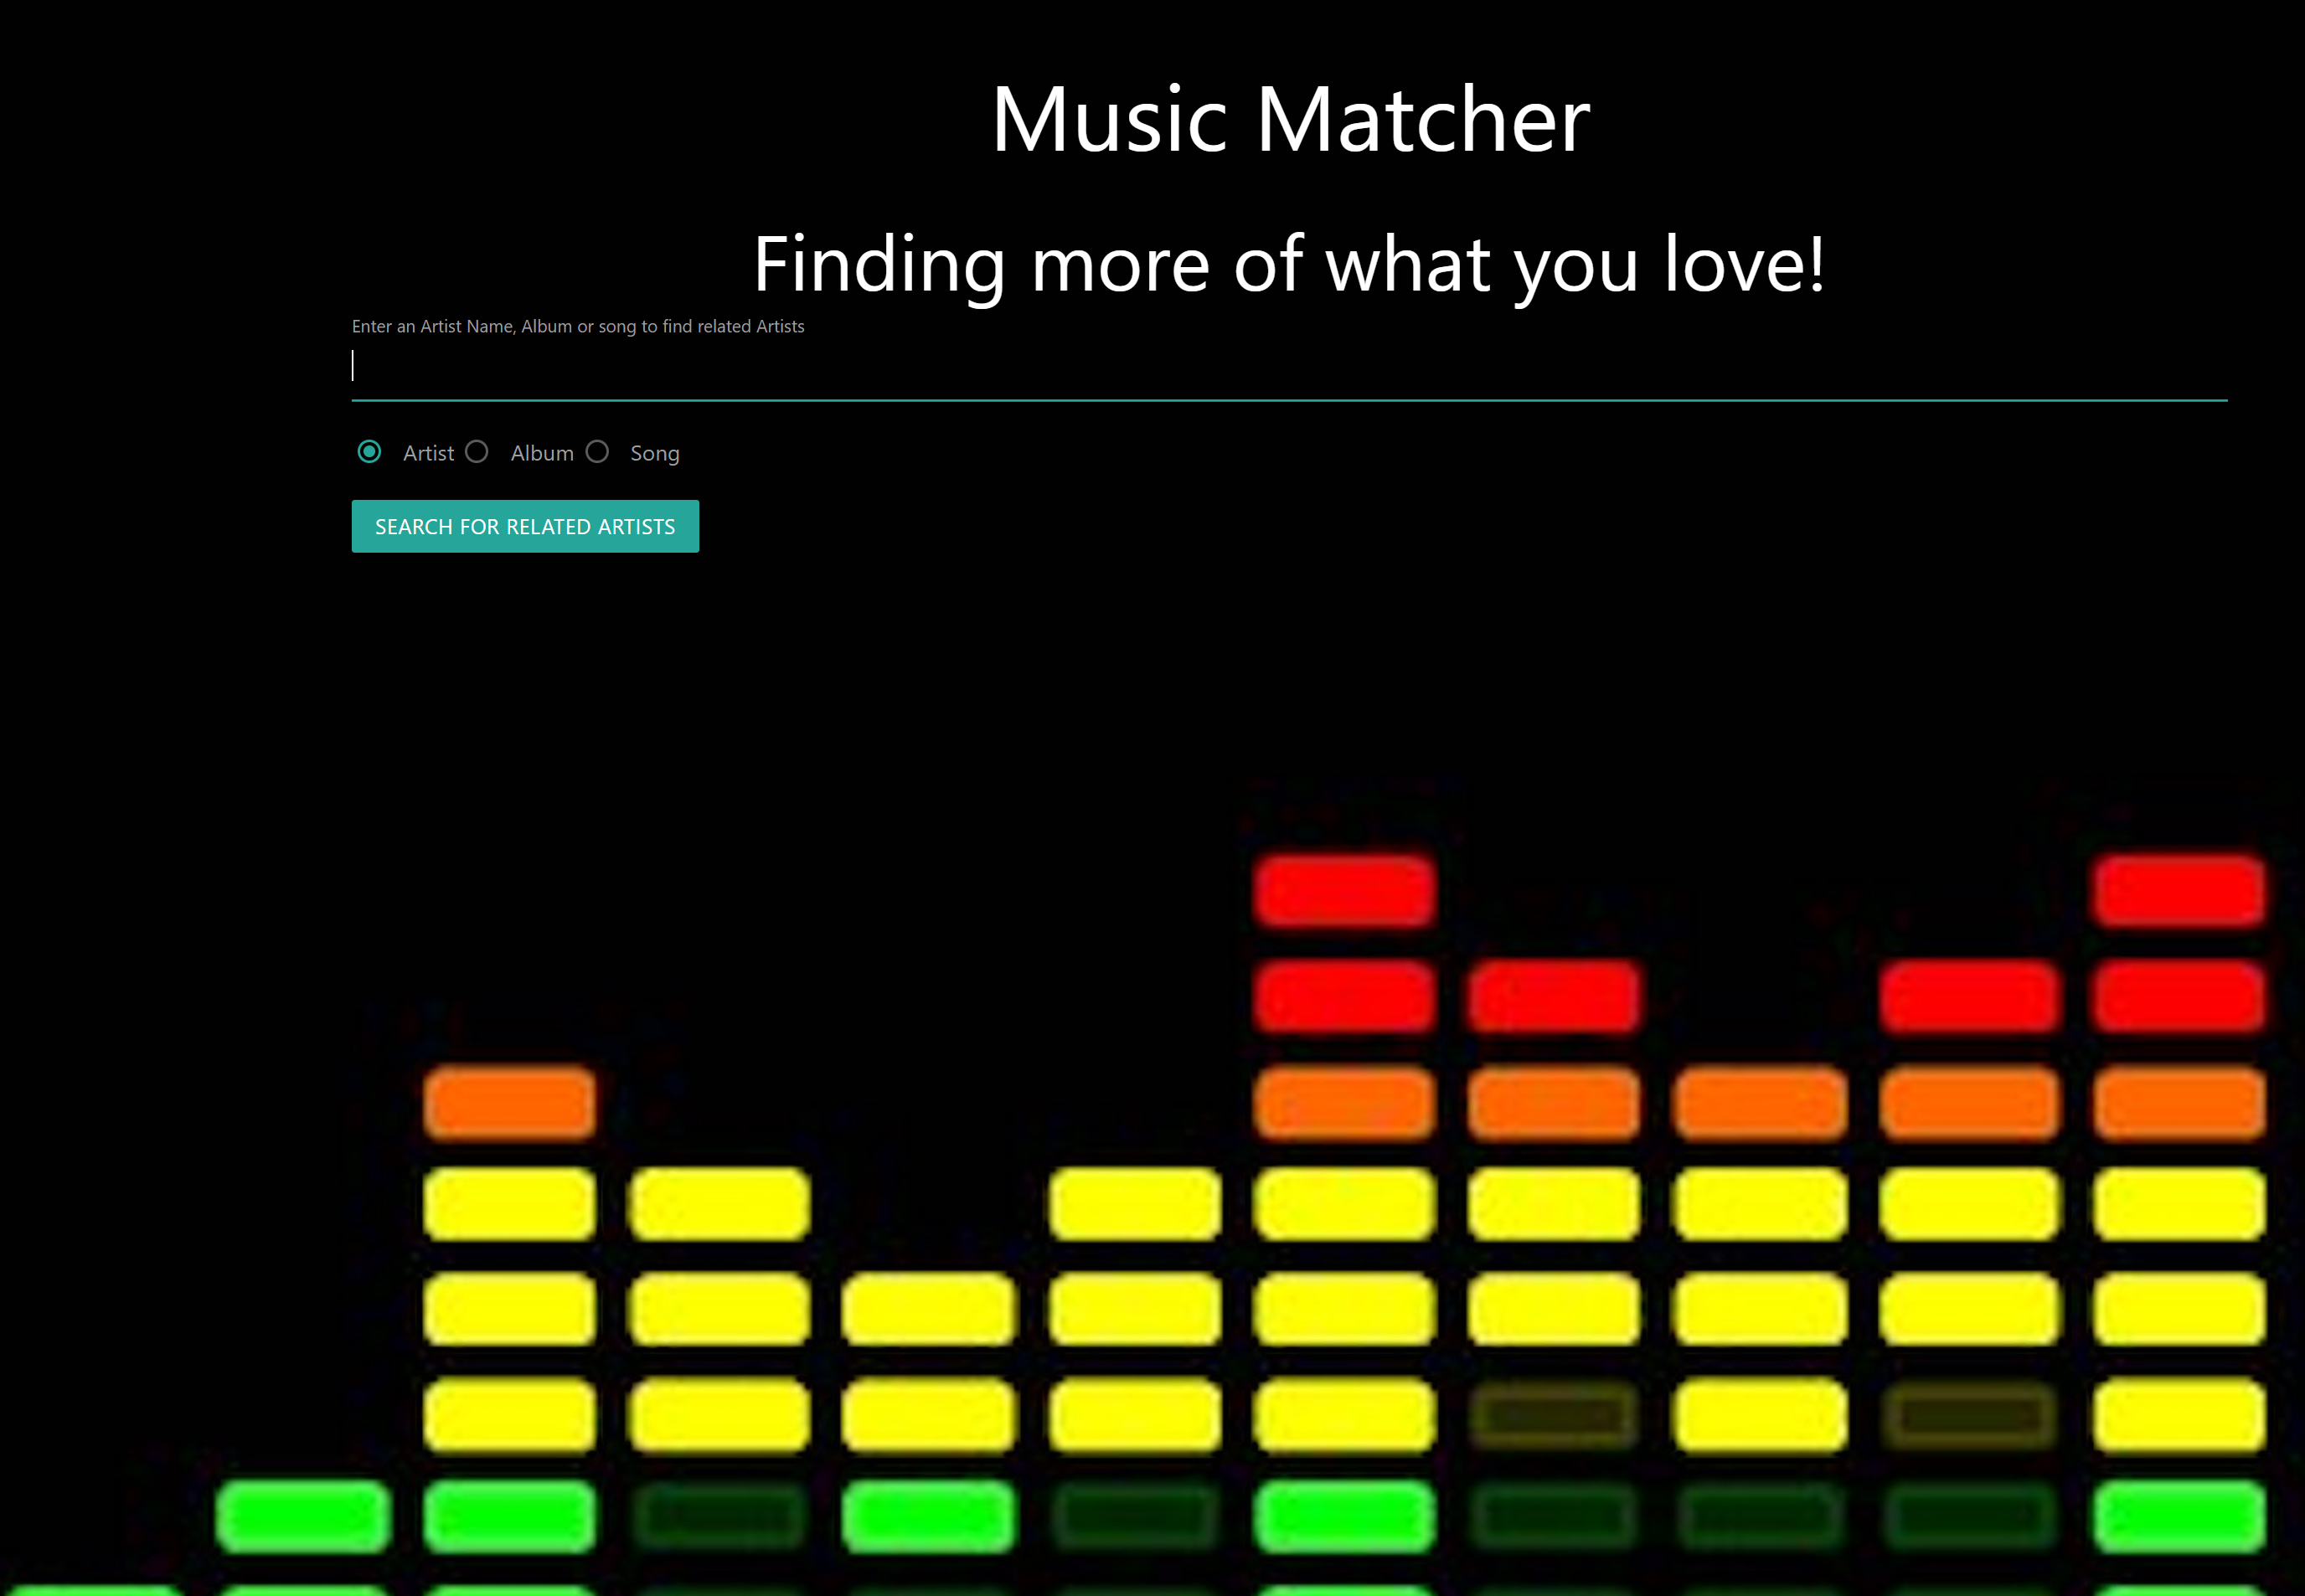 Music Matcher
Finding more of what you love!
Enter an Artist Name, Album or song to find related Artists
Artist Album Song
SEARCH FOR RELATED ARTISTS